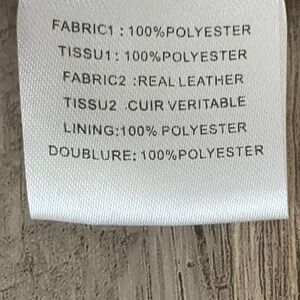 FABRIC1 : 100%POLYESTER
TISSU1: 100%POLYESTER
FABRIC2 :REAL LEATHER
TISSU2 :CUIR VERITABLE
LINING:100% POLYESTER
DOUBLURE: 100%POLYESTER